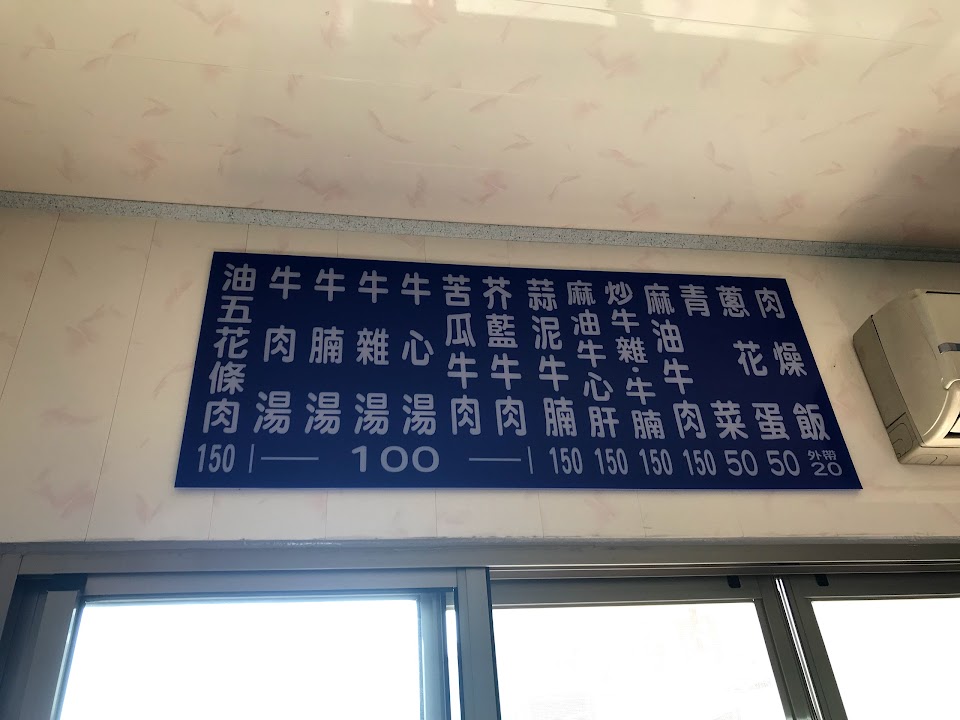 肉燥飯 外帶20
蔥花蛋 50
青菜 50
麻油牛肉 150
炒牛雜·牛腩 150
麻油牛心肝 150
蒜泥牛腩 150
芥藍牛肉
苦瓜牛肉
牛心湯
牛雜湯
牛腩湯
牛肉湯
100
油五花條肉 150